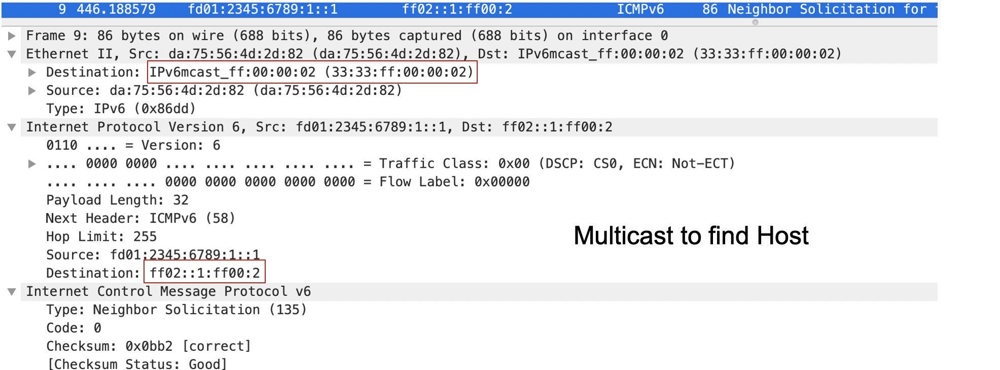 9 446.188579 fd01:2345:6789:1::1 ff02::1:ff00:2 ICMPv6 86 Neighbor Solicitation for
Frame 9: 86 bytes on wire (688 bits), 86 bytes captured (688 bits) on interface 0
Ethernet II, Src: da:75:56:4d:2d:82 (da:75:56:4d:2d:82), Dst: IPv6mcast_ff:00:00:02 (33:33:ff:00:00:02)
Destination: IPv6mcast_ff:00:00:02 (33:33:ff:00:00:02)
Source: da:75:56:4d:2d:82 (da:75:56:4d:2d:82)
Type: IPv6 (0x86dd)
Internet Protocol Version 6, Src: fd01:2345:6789:1::1, Dst: ff02::1:ff00:2
0110 .... = Version: 6
.... 0000 0000 .... .... .... .... .... = Traffic Class: 0x00 (DSCP: CS0, ECN: Not-ECT)
.... .... .... 0000 0000 0000 0000 0000 = Flow Label: 0x00000
Payload Length: 32
Next Header: ICMPv6 (58)
Hop Limit: 255
Multicast to find Host
Source: fd01:2345:6789:1::1
Destination: ff02::1:ff00:2
Internet Control Message Protocol v6
Type: Neighbor Solicitation (135)
Code: 0
Checksum: 0x0bb2 [correct]
[Checksum Status: Good]